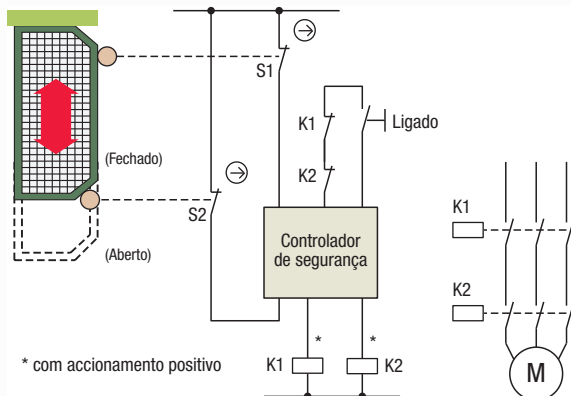 S1
K1
Ligado
(Fechado)
K2
S2
K1
(Aberto)
Controlador
de segurança
K2
* *
* com accionamento positivo
K1
K2
M